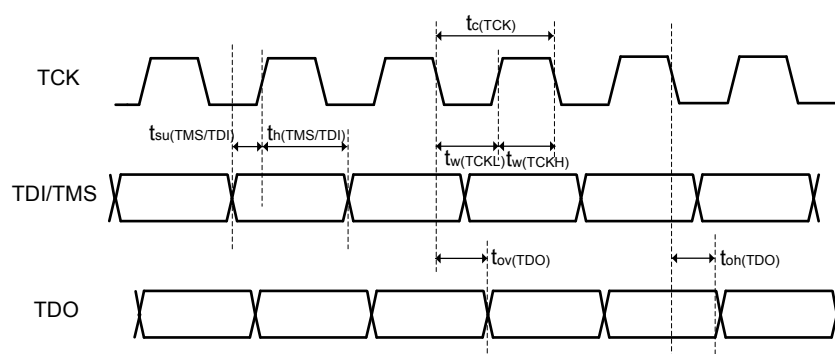 tc(TCK)
TCK
tsu(TMS/TDI) th(TMS/TDI)
tw(TCKL) tw(TCKH)
TDI/TMS
tov(TDO) toh(TDO)
TDO